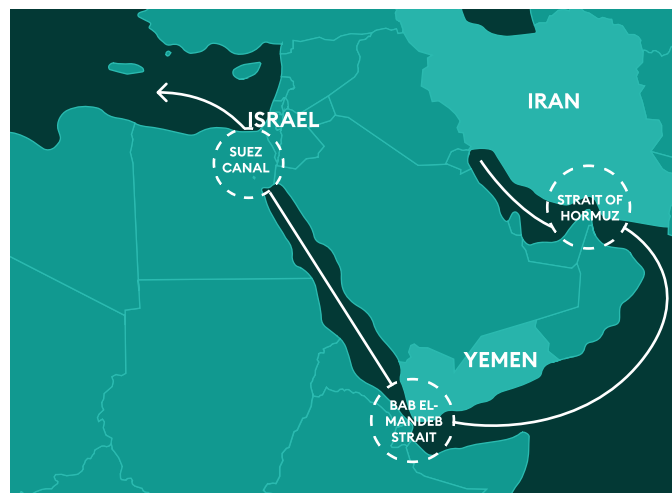 IRAN
ISRAEL
SUEZ
CANAL
STRAIT OF
HORMUZ
YEMEN
BAB EL-
MANDEB
STRAIT